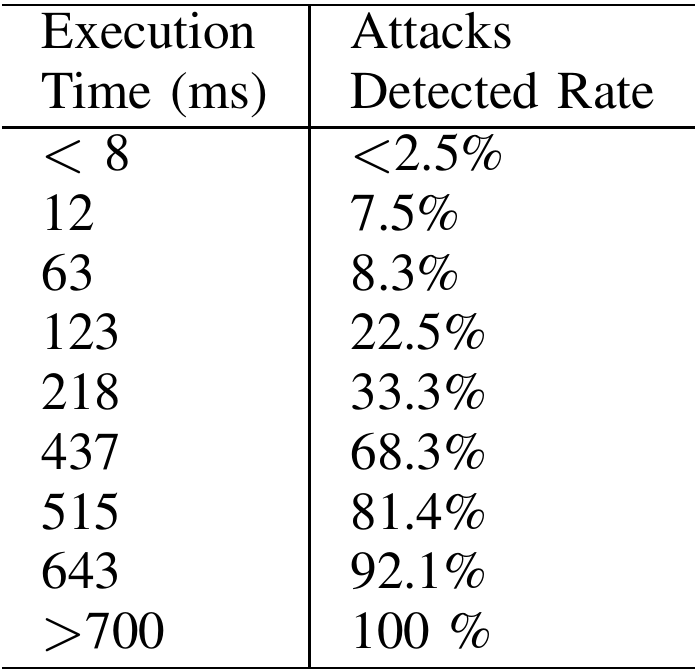 Execution Attacks
Time (ms) Detected Rate
< 8 <2.5%
12 7.5%
63 8.3%
123 22.5%
218 33.3%
437 68.3%
515 81.4%
643 92.1%
>700 100 %